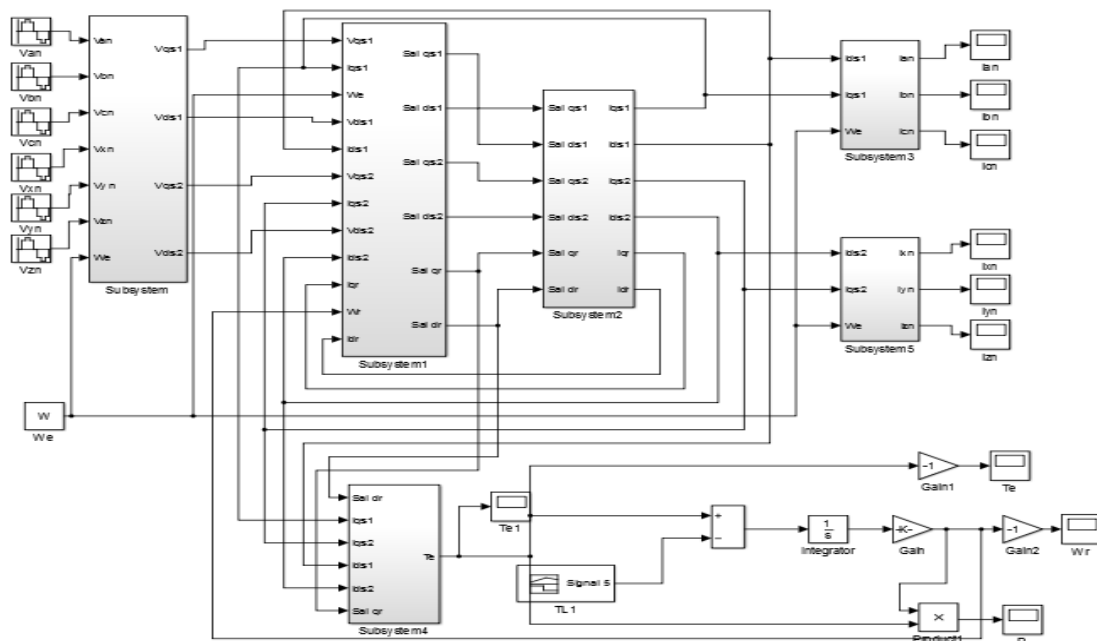 Van
Vbn
Vcn
Vxn
Vyn
Vzn
Van
Vbn
Vcn
Vxn
Vyn
Vzn
We
Vqs1
Vds1
Vqs2
Vds2
Subsystem
Vqs1
Iqs1
We
Vds1
Ids1
Vqs2
Iqs2
Vds2
Ids2
Iqr
Wr
Idr
Sai qs1
Sai ds1
Sai qs2
Sai ds2
Sai qr
Sai dr
Subsystem1
Sai qs1
Sai ds1
Sai qs2
Sai ds2
Sai qr
Sai dr
Iqs1
Ids1
Iqs2
Ids2
Iqr
Idr
Subsystem2
Ids1
Iqs1
We
Ian
Ibn
Icn
Subsystem3
Ian
Ibn
Icn
Ids2
Iqs2
We
Ixn
Iyn
Izn
Subsystem5
Ixn
Iyn
Izn
W
We
Sai dr
Iqs1
Iqs2
Ids1
Ids2
Sai qr
Te
Subsystem4
Te1
Signal 5
TL1
+
−
1
s
Integrator
-K-
Gain
-1
Gain1
Te
-1
Gain2
Wr
×
Product1